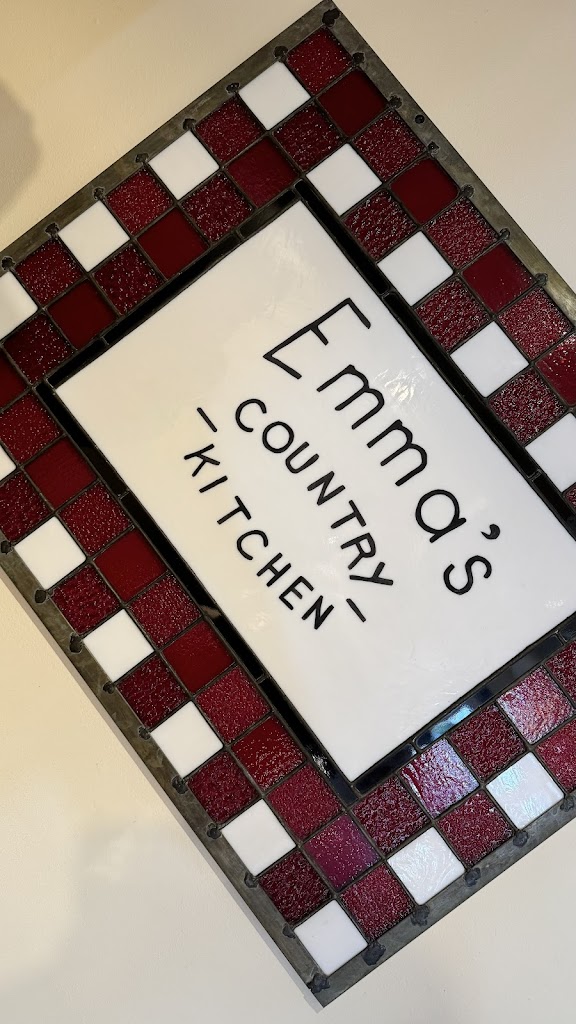 Emma's
COUNTRY
- KITCHEN -